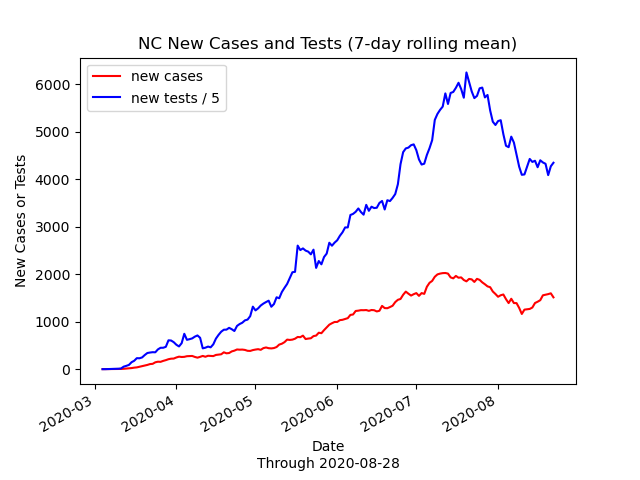 NC New Cases and Tests (7-day rolling mean)
new cases
new tests / 5
6000
5000
4000
3000
2000
1000
0
New Cases or Tests
2020-03
2020-04
2020-05
2020-06
2020-07
2020-08
Date
Through 2020-08-28